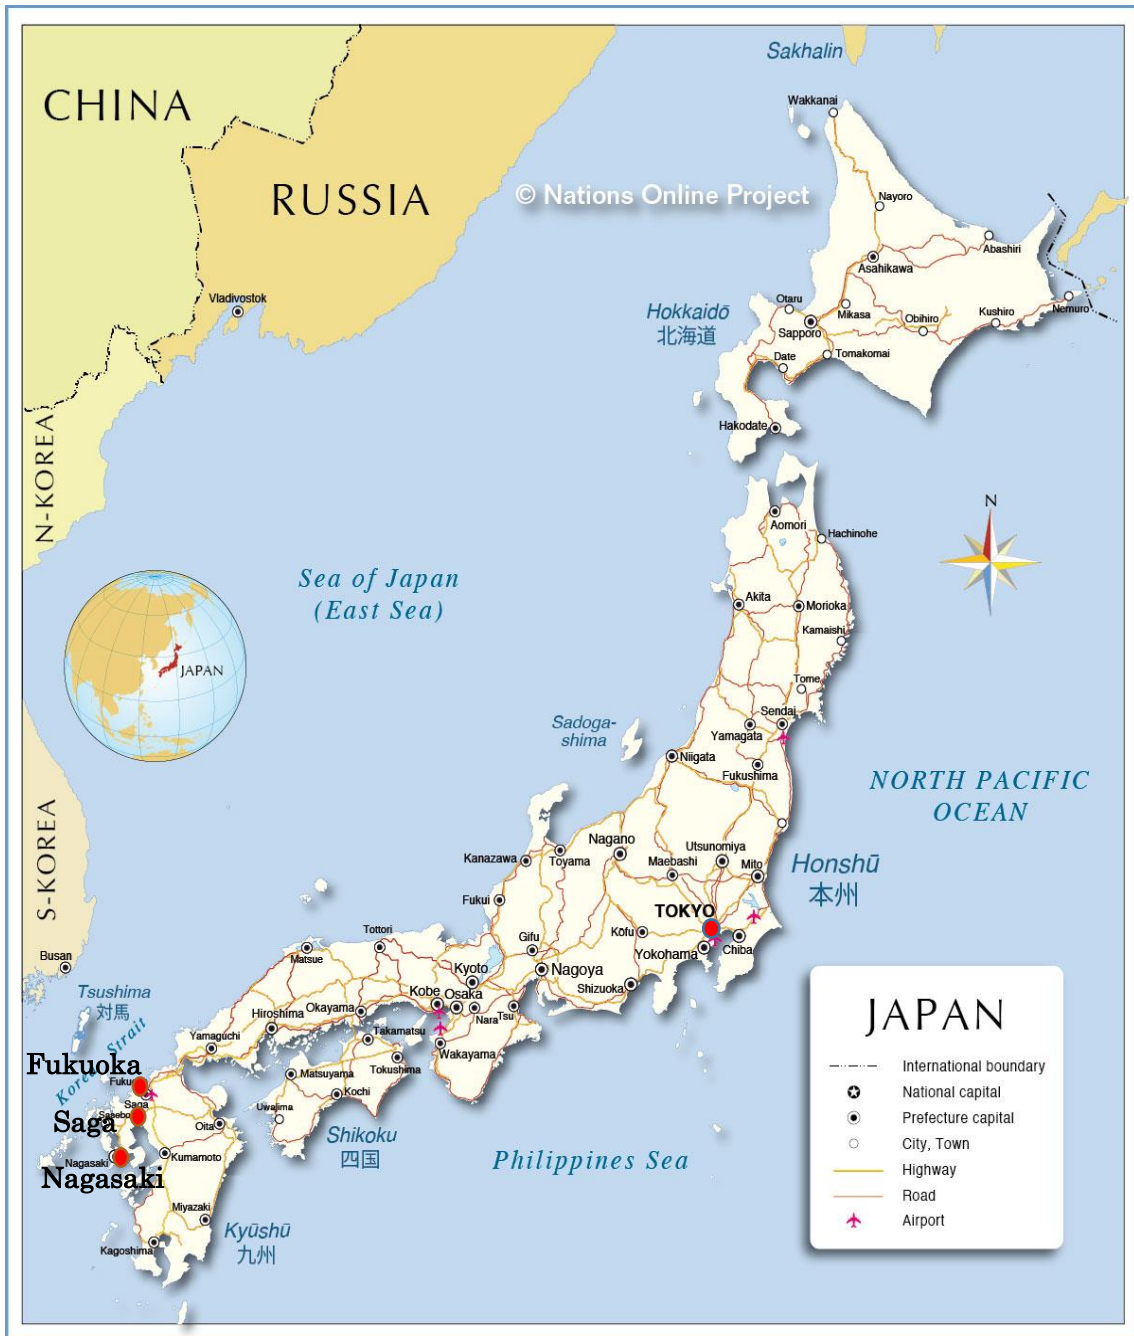 Sakhalin
CHINA
Wakkanai
RUSSIA
© Nations Online Project
Nayoro
Abashiri
Asahikawa
Vladivostok
Otaru
Mikasa
Obihiro
Kushiro
Nemuro
Hokkaidō
北海道
Sapporo
Date
Tomakomai
Hakodate
N-KOREA
N
Aomori
Hachinohe
Sea of Japan
(East Sea)
Akita
Morioka
Kamaishi
JAPAN
Tome
Sendai
Sadoga-
shima
Yamagata
Niigata
Fukushima
NORTH PACIFIC
OCEAN
S-KOREA
Nagano
Utsunomiya
Kanazawa
Toyama
Maebashi
Mito
Honshū
本州
Fukui
TOKYO
Tottori
Gifu
Kōfu
Yokohama
Chiba
Busan
Matsue
Kyoto
Nagoya
Shizuoka
Tsushima
対馬
Kobe
Osaka
Okayama
Nara
Tsu
Hiroshima
JAPAN
Yamaguchi
Takamatsu
Wakayama
Korea Strait
Fukuoka
Matsuyama
Tokushima
Kochi
Saga
Saga
Sasebo
Uwajima
Oita
Shikoku
四国
Nagasaki
Kumamoto
Nagasaki
Philippines Sea
Miyazaki
Kyūshū
九州
Kagoshima
International boundary
National capital
Prefecture capital
City, Town
Highway
Road
Airport